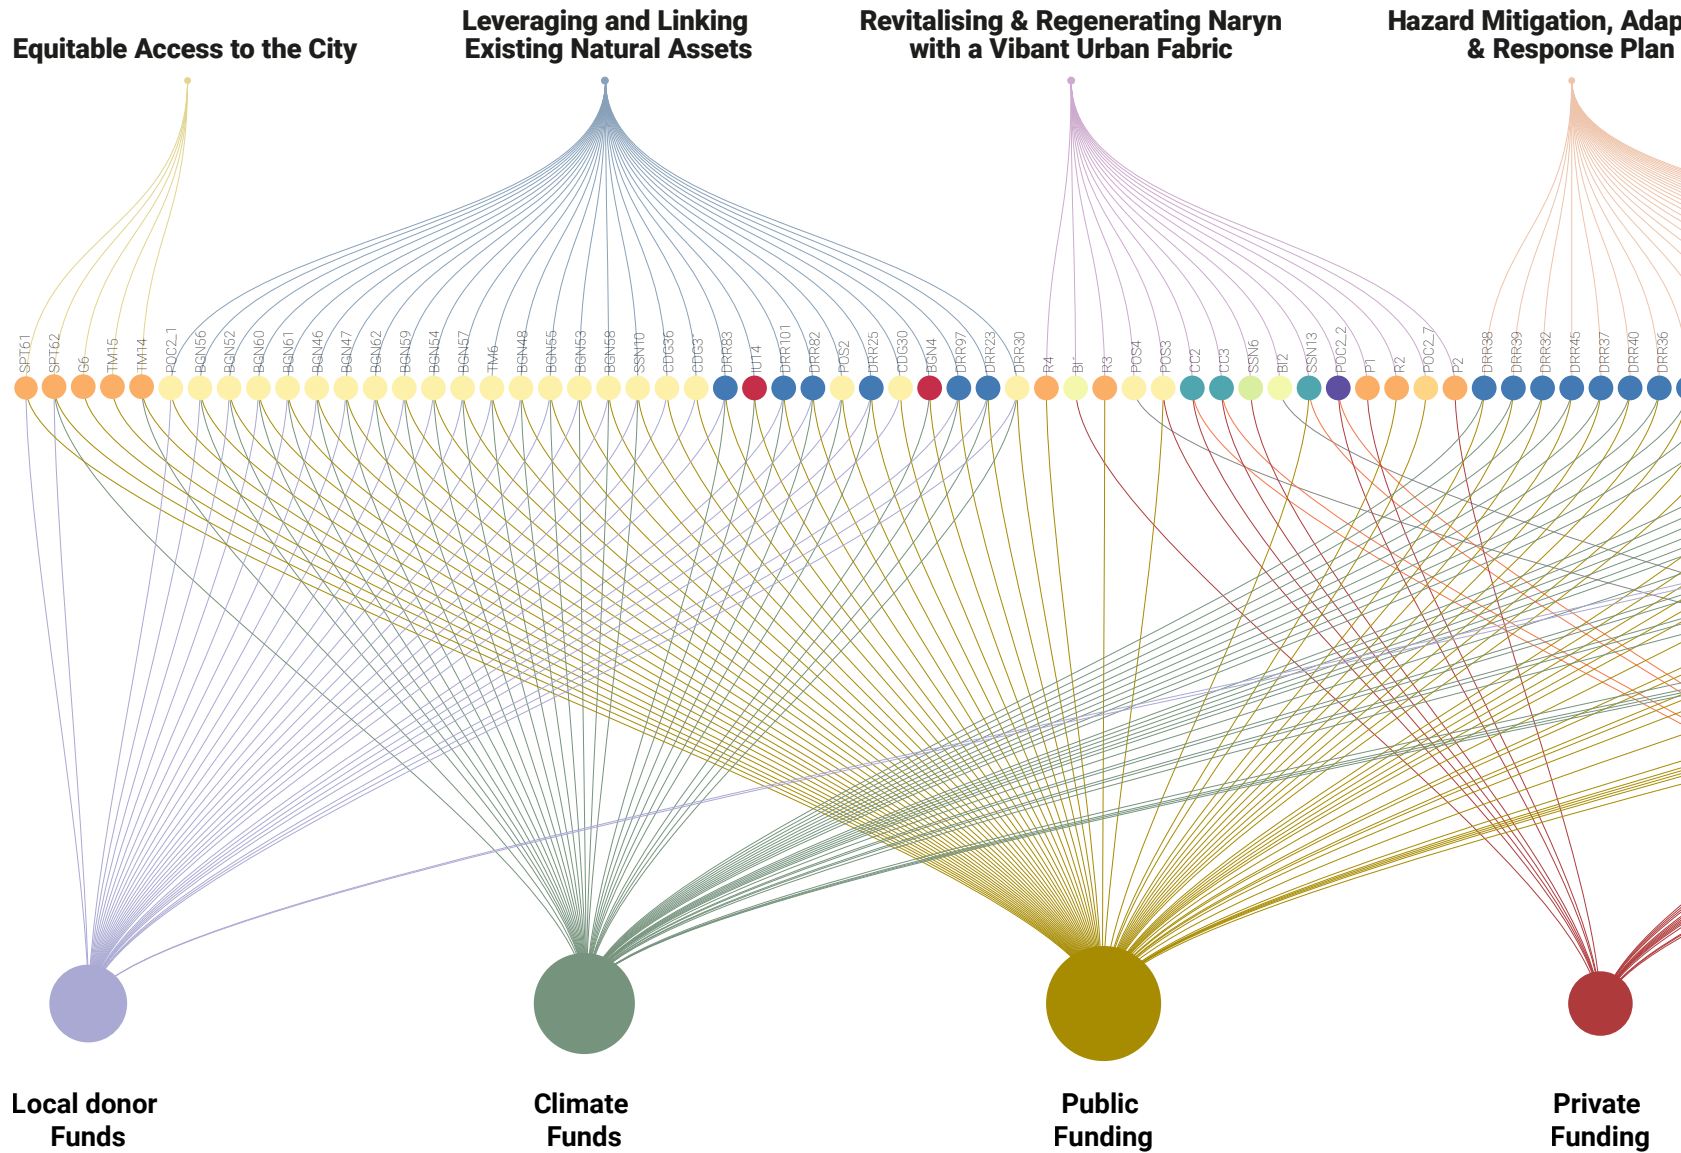 Equitable Access to the City
Leveraging and Linking
Existing Natural Assets
Revitalising & Regenerating Naryn
with a Vibant Urban Fabric
Hazard Mitigation, Adap
& Response Plan
SPT61
SPT62
G6
TM15
TM14
POC2_1
BGN56
BGN52
BGN60
BGN61
BGN46
BGN47
BGN62
BGN59
BGN54
BGN57
TM6
BGN48
BGN55
BGN53
BGN58
SSN10
CDG36
DRR83
IU14
DRR101
DRR82
POS2
DRR25
CDG30
BGN4
DRR97
DRR23
DRR30
R4
R3
POS4
POS3
CC2
CC3
SSN6
BI2
SSN13
POC2_2
P1
R2
POC2_7
P2
DRR38
DRR39
DRR32
DRR45
DRR37
DRR40
DRR36
Local donor
Funds
Climate
Funds
Public
Funding
Private
Funding